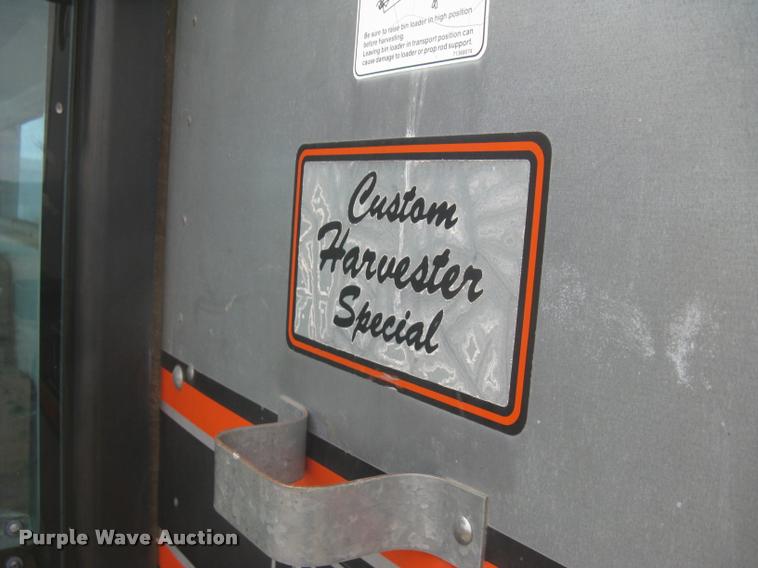 Be sure to raise bin loader in high position
before harvesting.
Leaving bin loader in transport position can
cause damage to loader or prop rod support.
Custom
Harvester
Special
Purple Wave Auction